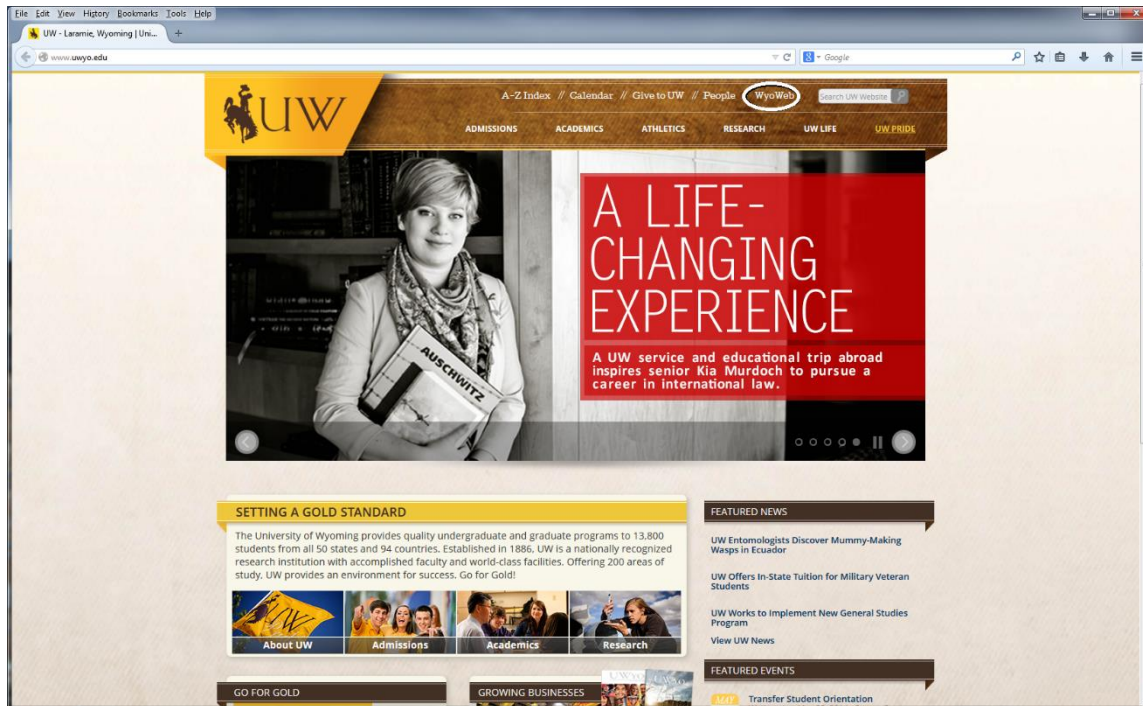 File Edit View History Bookmarks Tools Help
UW - Laramie, Wyoming | Uni...
www.uwyo.edu
Google
UW
A-Z Index // Calendar // Give to UW // People // WyoWeb
Search UW Website
ADMISSIONS ACADEMICS ATHLETICS RESEARCH UW LIFE UW PRIDE
A LIFE-
CHANGING
EXPERIENCE
A UW service and educational trip abroad
inspires senior Kia Murdoch to pursue a
career in international law.
AUSCHWITZ
SETTING A GOLD STANDARD
The University of Wyoming provides quality undergraduate and graduate programs to 13,800
students from all 50 states and 94 countries. Established in 1886, UW is a nationally recognized
research institution with accomplished faculty and world-class facilities. Offering 200 areas of
study, UW provides an environment for success. Go for Gold!
UW
About UW Admissions Academics Research
GO FOR GOLD
GROWING BUSINESSES
FEATURED NEWS
UW Entomologists Discover Mummy-Making
Wasps in Ecuador
UW Offers In-State Tuition for Military Veteran
Students
UW Works to Implement New General Studies
Program
View UW News
FEATURED EVENTS
MAY Transfer Student Orientation